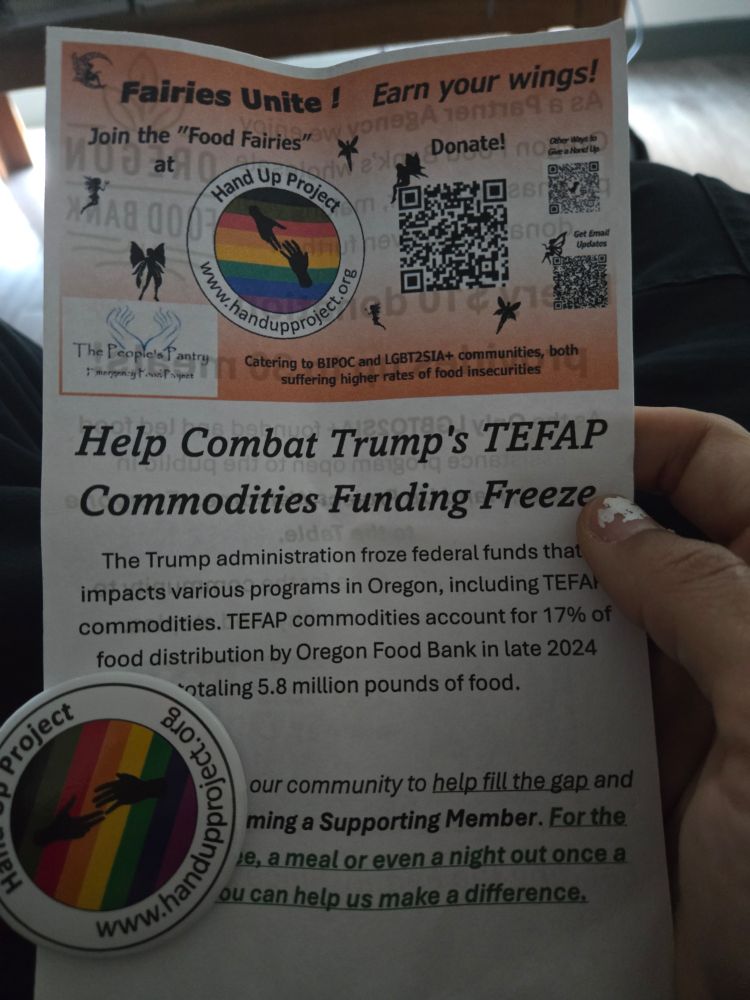 Fairies Unite ! Earn your wings!
Join the "Food Fairies"
at
Hand Up Project
www.handupproject.org
Donate!
Other Ways to
Give a Hand Up
Get Email
Updates
The People's Pantry
Emergency Food Project
Catering to BIPOC and LGBT2SIA+ communities, both
suffering higher rates of food insecurities
Help Combat Trump's TEFAP
Commodities Funding Freeze
The Trump administration froze federal funds that
impacts various programs in Oregon, including TEFAP
commodities. TEFAP commodities account for 17% of
food distribution by Oregon Food Bank in late 2024
otaling 5.8 million pounds of food.
our community to help fill the gap and
ming a Supporting Member. For the
ee, a meal or even a night out once a
ou can help us make a difference.
Hand Up Project
www.handupproject.org